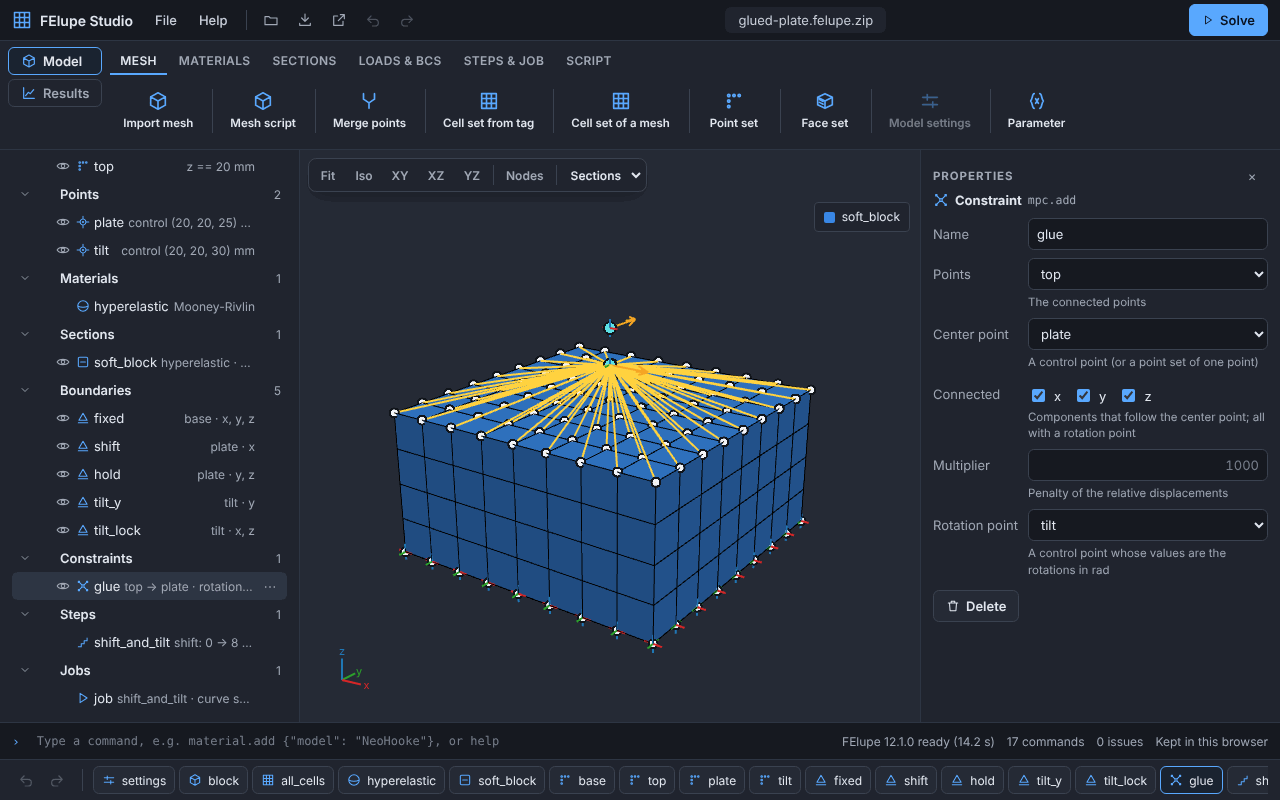 FElupe Studio File Help glued-plate.felupe.zip Solve
Model MESH MATERIALS SECTIONS LOADS & BCS STEPS & JOB SCRIPT
Results
Import mesh Mesh script Merge points Cell set from tag Cell set of a mesh Point set Face set Model settings Parameter
top z == 20 mm
Points 2
plate control (20, 20, 25) ...
tilt control (20, 20, 30) mm
Materials 1
hyperelastic Mooney-Rivlin
Sections 1
soft_block hyperelastic · ...
Boundaries 5
fixed base · x, y, z
shift plate · x
hold plate · y, z
tilt_y tilt · y
tilt_lock tilt · x, z
Constraints 1
glue top → plate · rotation... ···
Steps 1
shift_and_tilt shift: 0 → 8 ...
Jobs 1
job shift_and_tilt · curve s...
Fit Iso XY XZ YZ Nodes Sections
soft_block
z
y
x
PROPERTIES ×
Constraint mpc.add
Name glue
Points top
The connected points
Center point plate
A control point (or a point set of one point)
Connected x y z
Components that follow the center point; all
with a rotation point
Multiplier 1000
Penalty of the relative displacements
Rotation point tilt
A control point whose values are the
rotations in rad
Delete
› Type a command, e.g. material.add {"model": "NeoHooke"}, or help FElupe 12.1.0 ready (14.2 s) 17 commands 0 issues Kept in this browser
settings block all_cells hyperelastic soft_block base top plate tilt fixed shift hold tilt_y tilt_lock glue sh